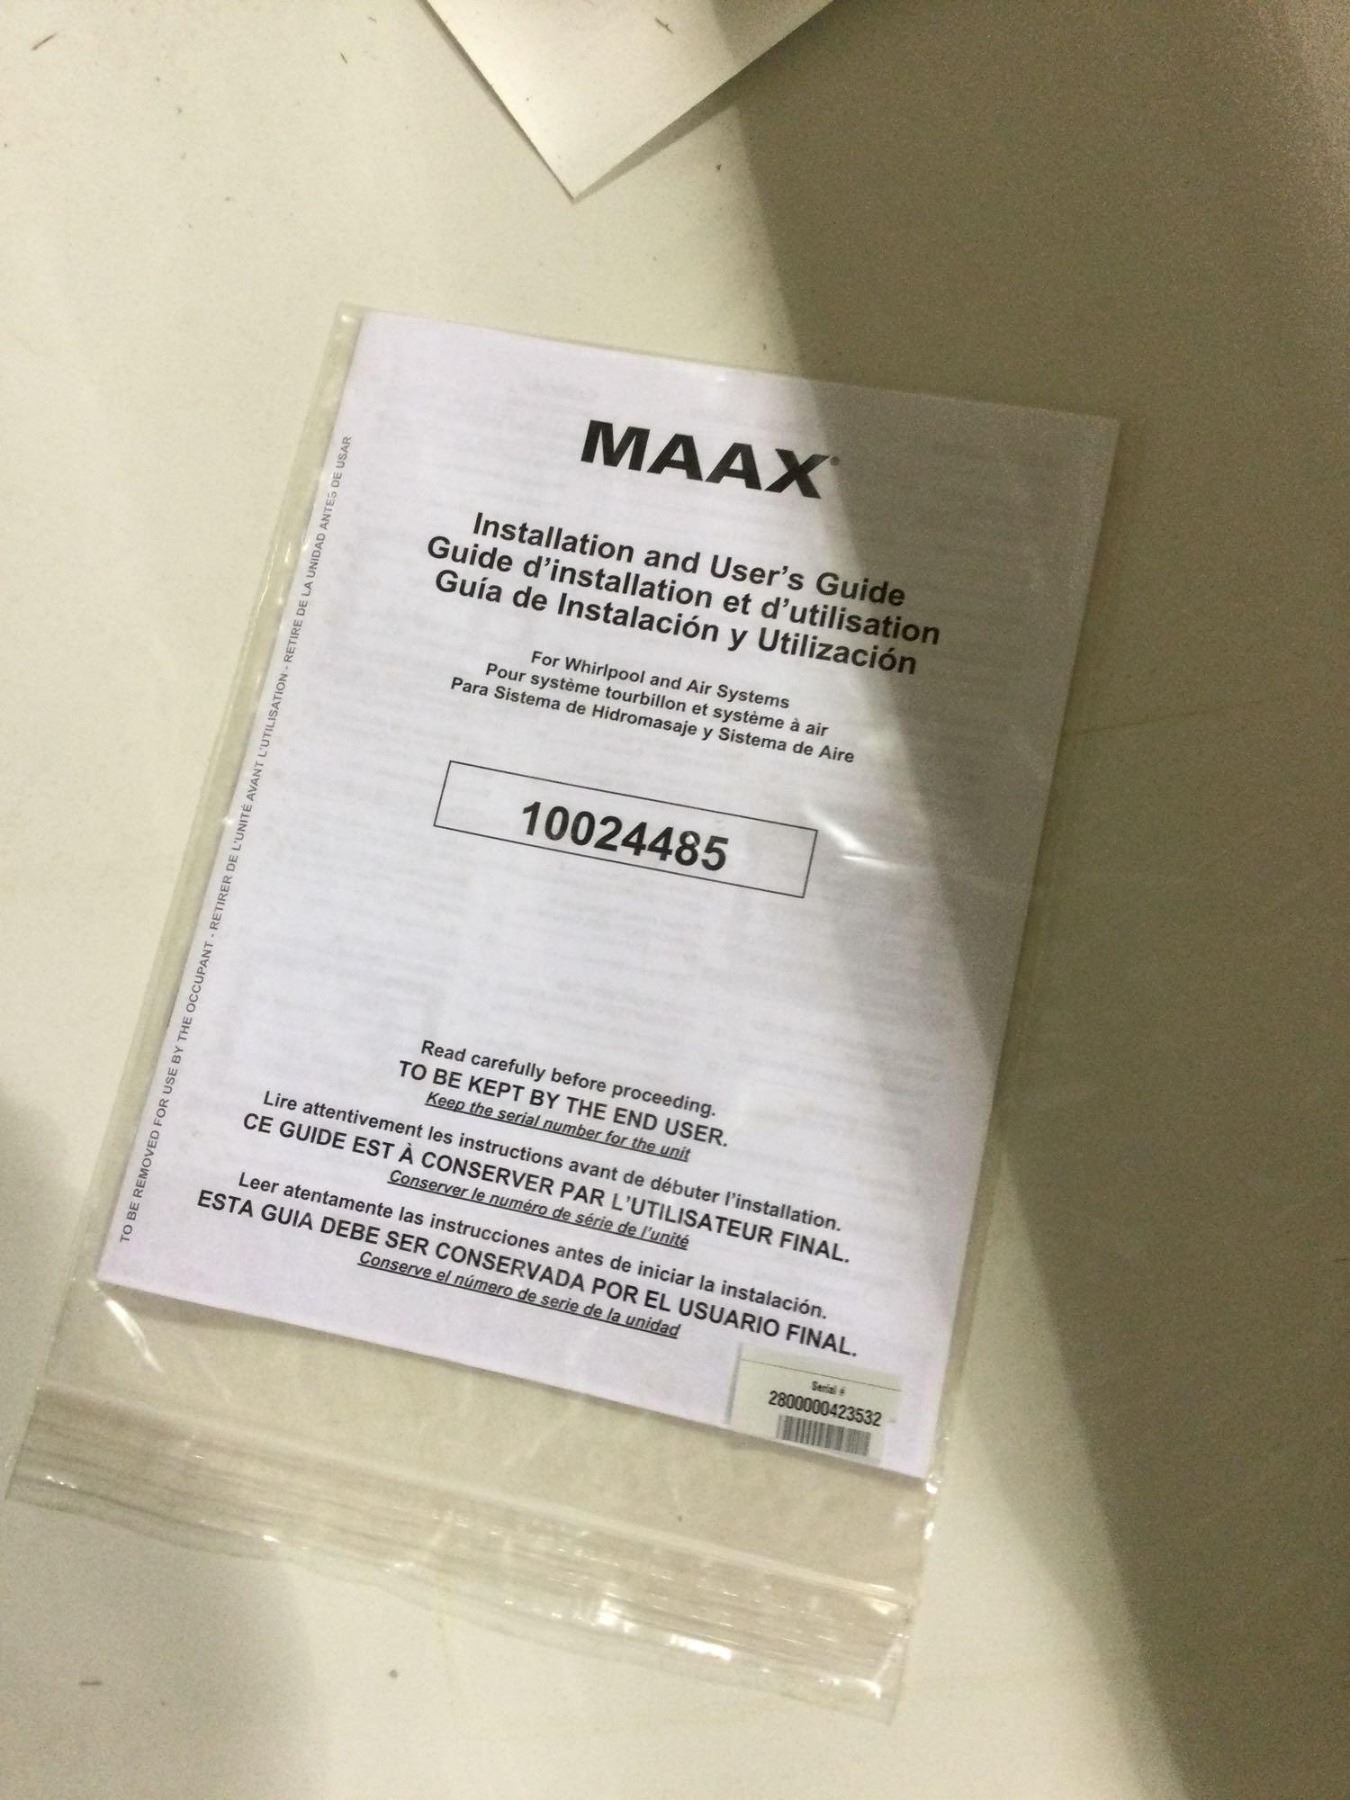 MAAX®
Installation and User's Guide
Guide d'installation et d'utilisation
Guía de Instalación y Utilización
For Whirlpool and Air Systems
Pour système tourbillon et système à air
Para Sistema de Hidromasaje y Sistema de Aire
10024485
Read carefully before proceeding.
TO BE KEPT BY THE END USER.
Keep the serial number for the unit
Lire attentivement les instructions avant de débuter l'installation.
CE GUIDE EST À CONSERVER PAR L'UTILISATEUR FINAL.
Conserver le numéro de série de l'unité
Leer atentamente las instrucciones antes de iniciar la instalación.
ESTA GUIA DEBE SER CONSERVADA POR EL USUARIO FINAL.
Conserve el número de serie de la unidad
Serial #
2800000423532
TO BE REMOVED FOR USE BY THE OCCUPANT - RETIRER DE L'UNITÉ AVANT L'UTILISATION - RETIRE DE LA UNIDAD ANTES DE USAR